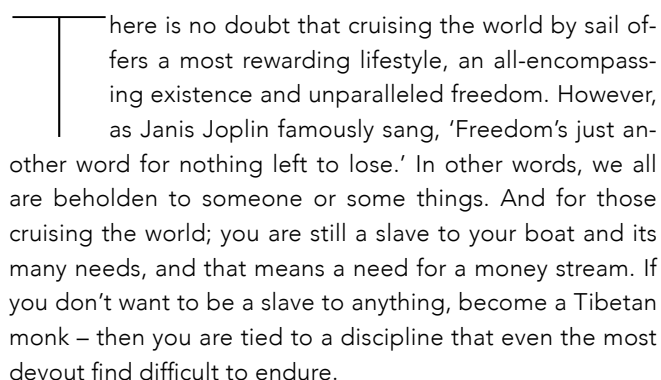 There is no doubt that cruising the world by sail of-
fers a most rewarding lifestyle, an all-encompass-
ing existence and unparalleled freedom. However,
as Janis Joplin famously sang, ‘Freedom’s just an-
other word for nothing left to lose.’ In other words, we all
are beholden to someone or some things. And for those
cruising the world; you are still a slave to your boat and its
many needs, and that means a need for a money stream. If
you don’t want to be a slave to anything, become a Tibetan
monk – then you are tied to a discipline that even the most
devout find difficult to endure.